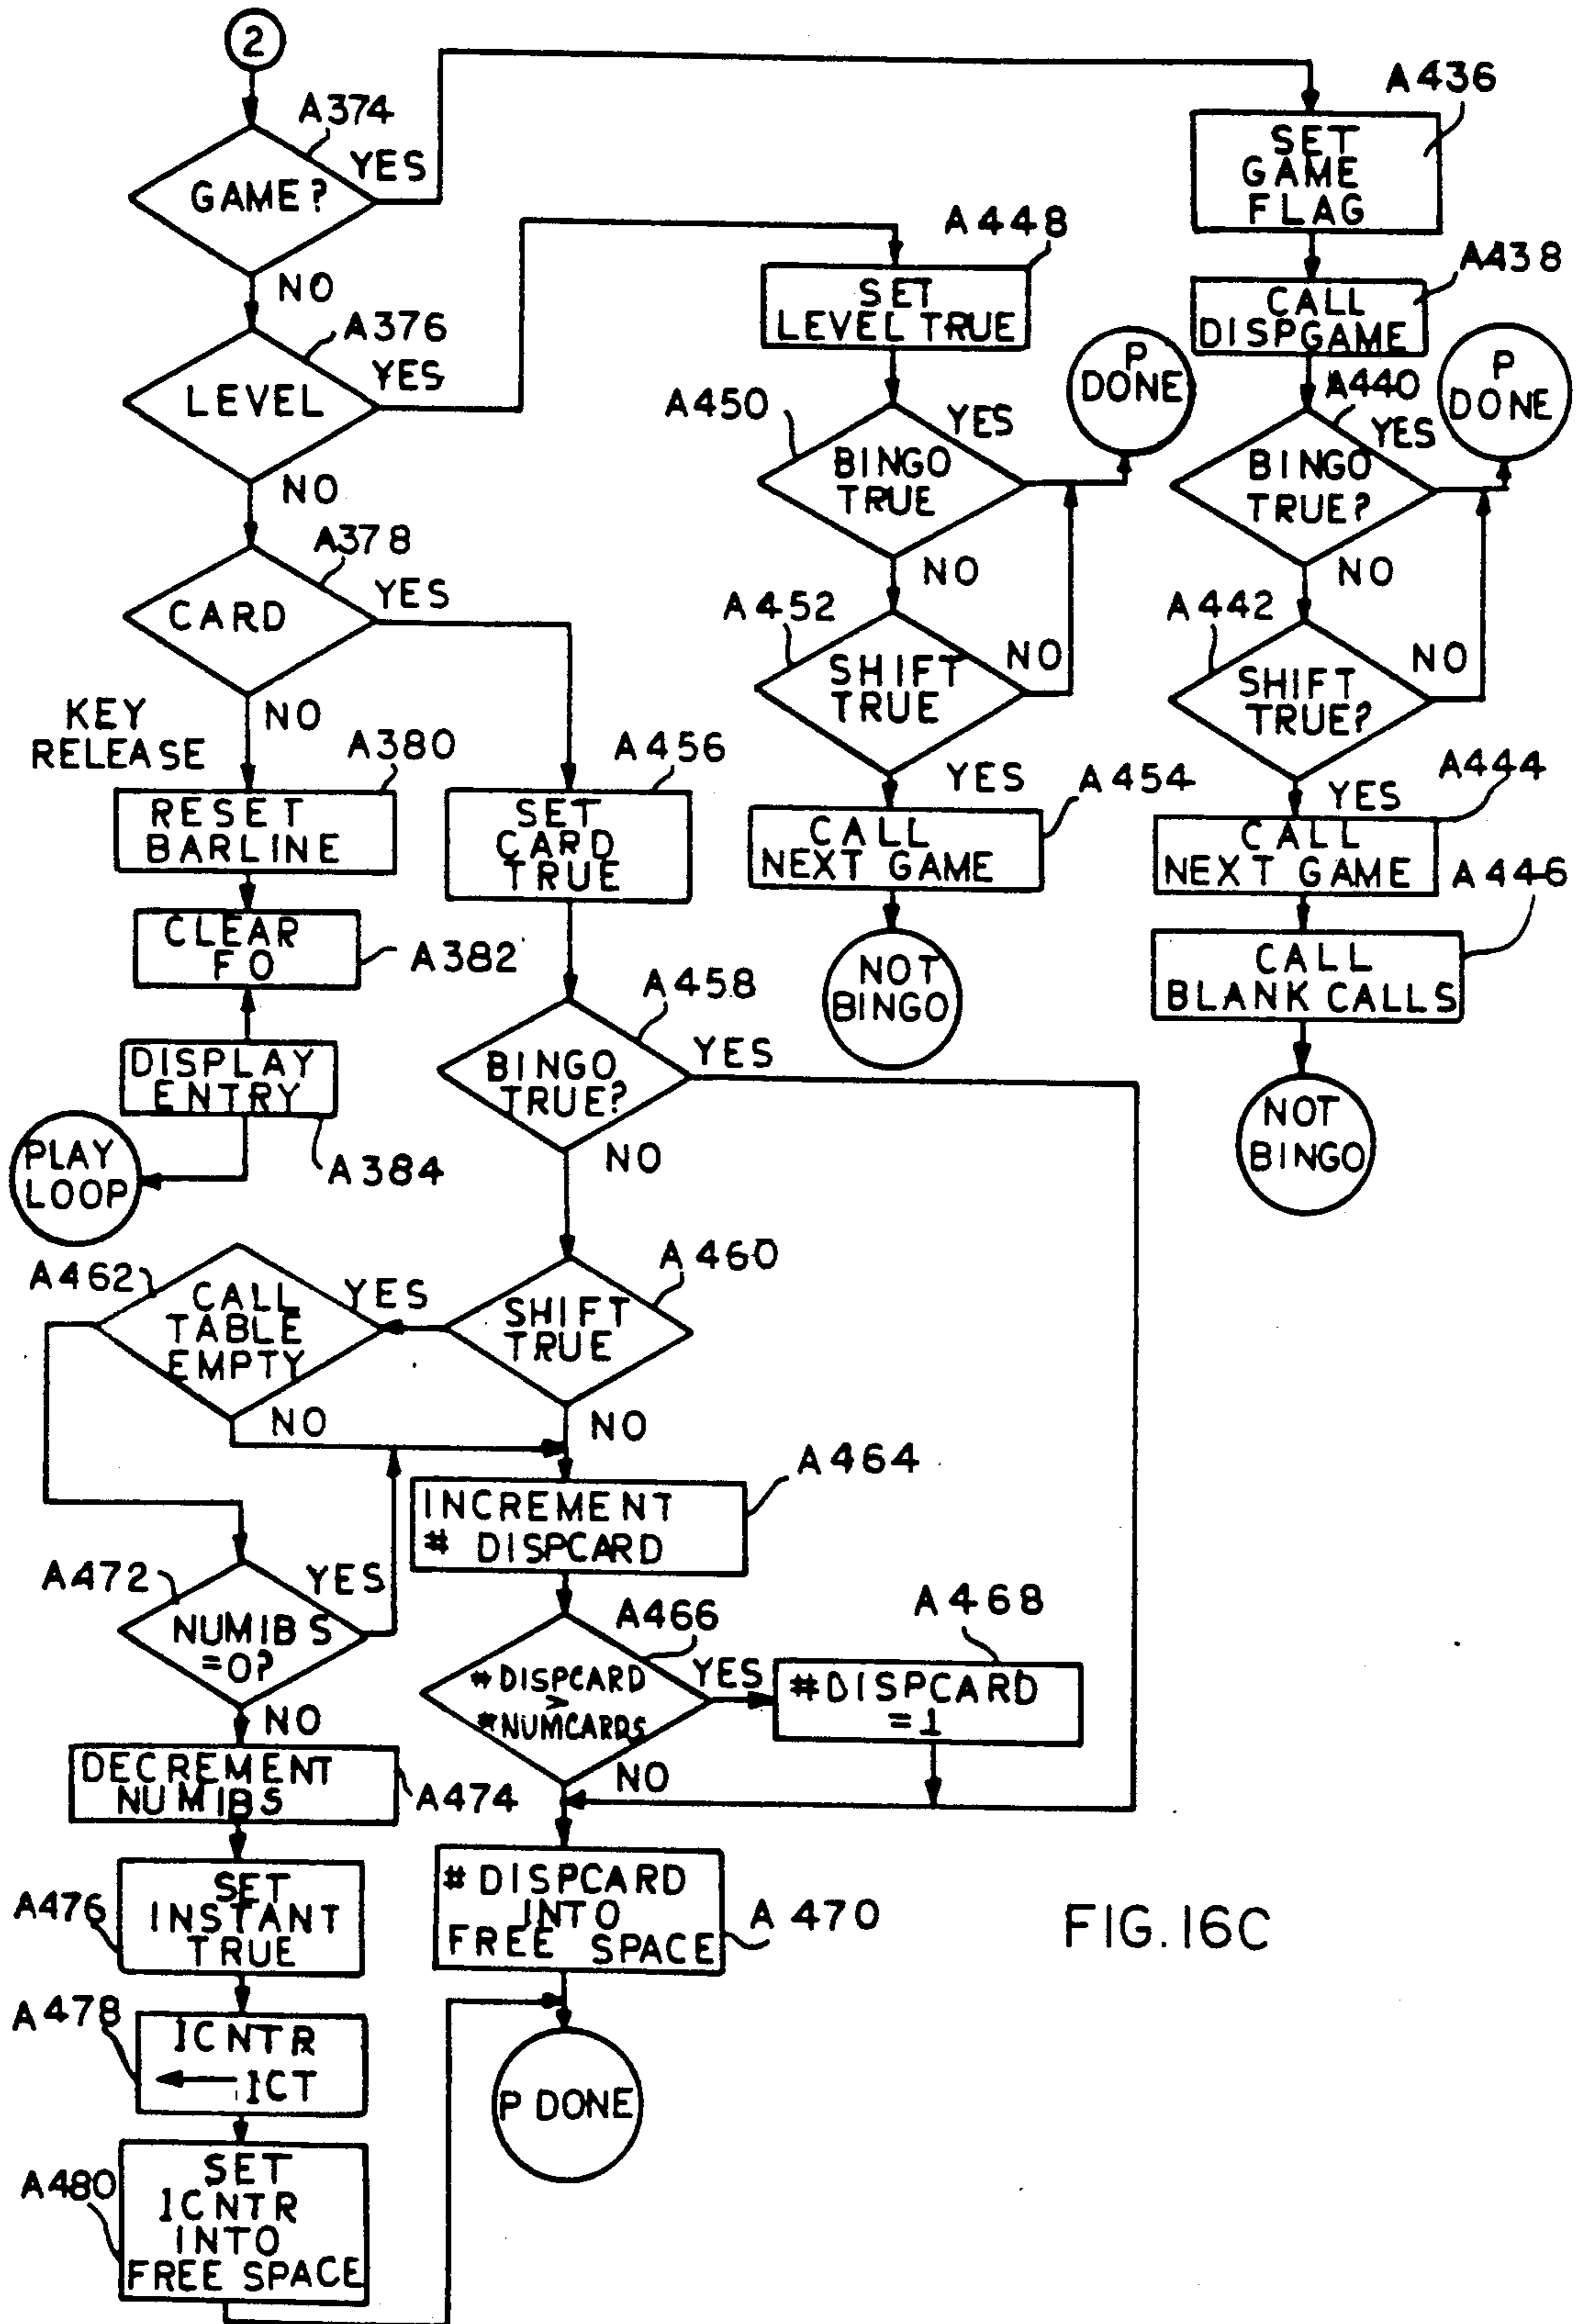 2
A374
GAME?
YES
NO
A376
LEVEL
YES
NO
A378
CARD
YES
NO
KEY
RELEASE
A380
RESET
BARLINE
CLEAR
FO
A382
DISPLAY
ENTRY
A384
PLAY
LOOP
A436
SET
GAME
FLAG
A438
CALL
DISPGAME
A440
BINGO
TRUE?
YES
P
DONE
NO
A442
SHIFT
TRUE?
NO
YES
A444
CALL
NEXT GAME
A446
CALL
BLANK CALLS
NOT
BINGO
A448
SET
LEVEL TRUE
A450
BINGO
TRUE
YES
P
DONE
NO
A452
SHIFT
TRUE
NO
YES
A454
CALL
NEXT GAME
NOT
BINGO
A456
SET
CARD
TRUE
A458
BINGO
TRUE?
YES
NO
A460
SHIFT
TRUE
YES
NO
A462
CALL
TABLE
EMPTY
NO
A464
INCREMENT
# DISPCARD
A466
#DISPCARD
>
#NUMCARDS
YES
NO
A468
#DISPCARD
=1
A470
#DISPCARD
INTO
FREE SPACE
P DONE
A472
NUMIBS
=0?
YES
NO
DECREMENT
NUMIBS
A474
A476
SET
INSTANT
TRUE
A478
ICNTR
← ICT
A480
SET
ICNTR
INTO
FREE SPACE
FIG. 16C